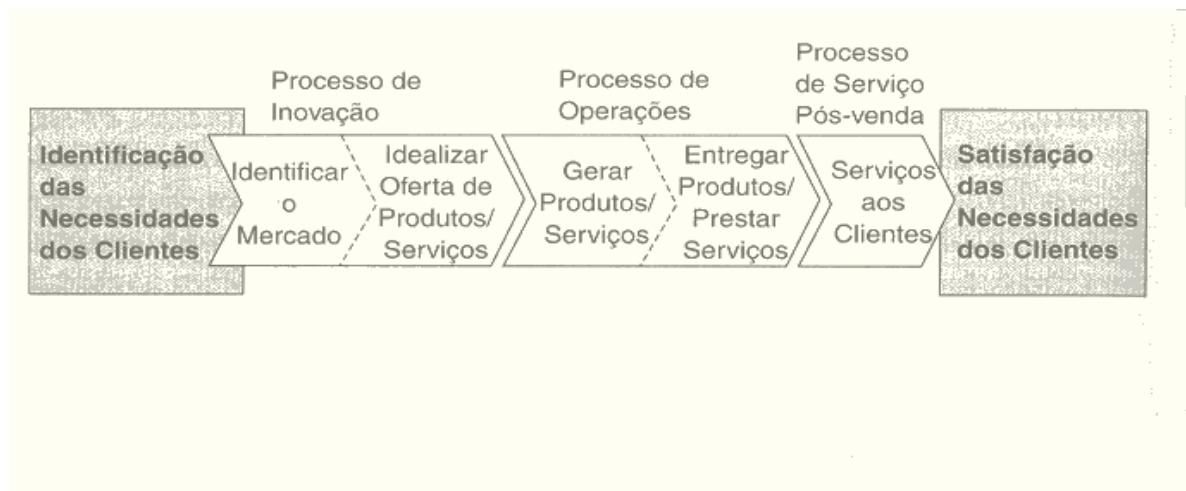 Processo de
Inovação
Processo de
Operações
Processo
de Serviço
Pós-venda
Identificação
das
Necessidades
dos Clientes
Identificar
o
Mercado
Idealizar
Oferta de
Produtos/
Serviços
Gerar
Produtos/
Serviços
Entregar
Produtos/
Prestar
Serviços
Serviços
aos
Clientes
Satisfação
das
Necessidades
dos Clientes